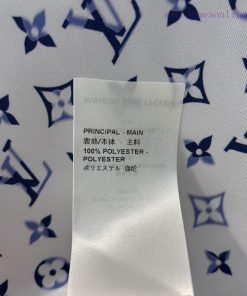 PRINCIPAL - MAIN
表地/本体 - 主料
100% POLYESTER -
POLYESTER
ポリエステル -涤纶